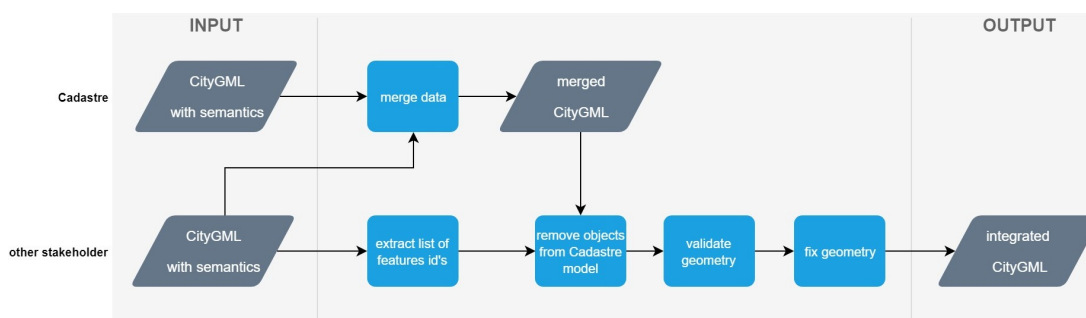 INPUT
OUTPUT
Cadastre
CityGML
with semantics
merge data
merged
CityGML
other stakeholder
CityGML
with semantics
extract list of
features id's
remove objects
from Cadastre
model
validate
geometry
fix geometry
integrated
CityGML